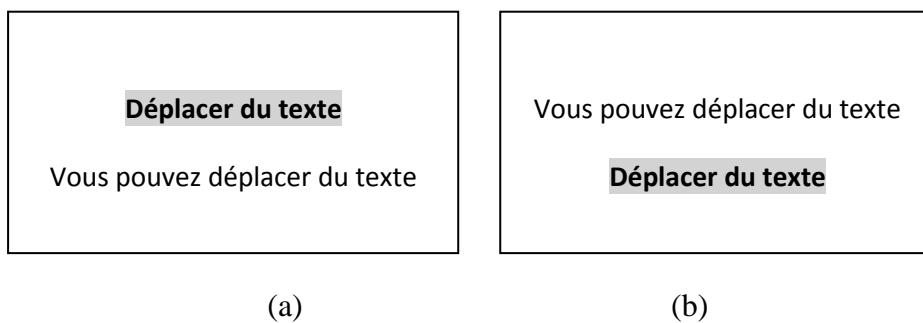 Déplacer du texte
Vous pouvez déplacer du texte
Vous pouvez déplacer du texte
Déplacer du texte
(a)
(b)